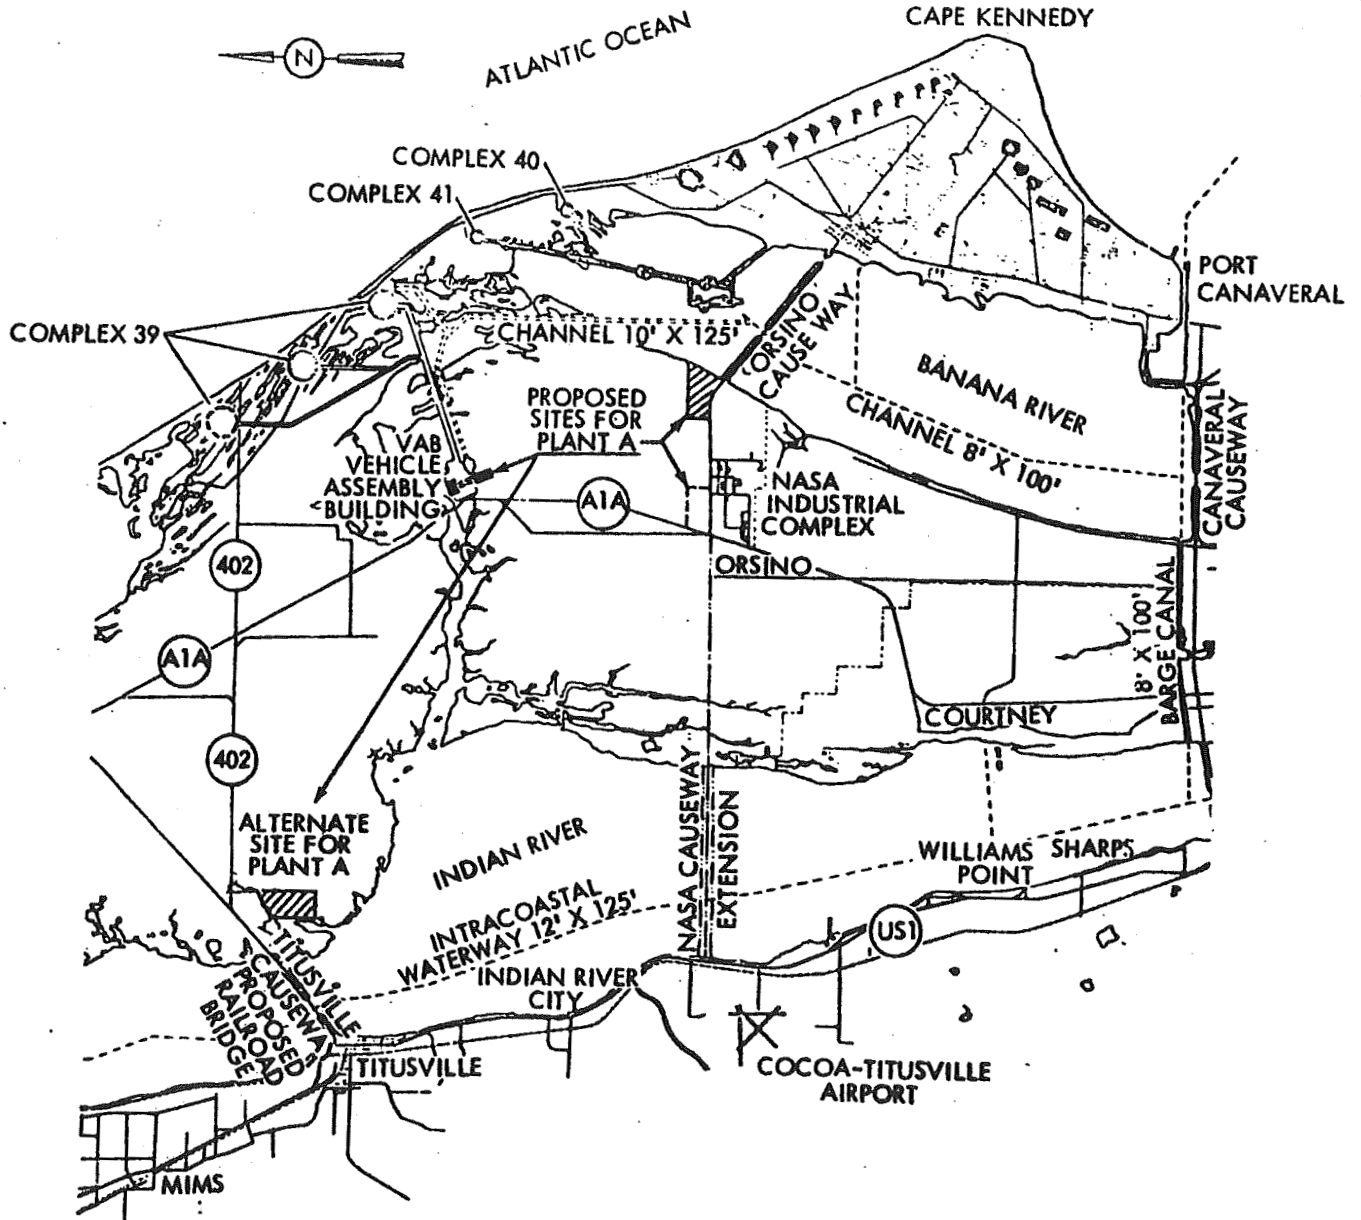 CAPE KENNEDY
ATLANTIC OCEAN
N
COMPLEX 40
COMPLEX 41
PORT
CANAVERAL
COMPLEX 39
CHANNEL 10' X 125'
ORSINO
CAUSE WAY
BANANA RIVER
CHANNEL 8' X 100'
CANAVERAL
CAUSEWAY
PROPOSED
SITES FOR
PLANT A
VAB
VEHICLE
ASSEMBLY
BUILDING
A1A
NASA
INDUSTRIAL
COMPLEX
402
ORSINO
8' X 100'
BARGE CANAL
A1A
COURTNEY
402
NASA CAUSEWAY
EXTENSION
ALTERNATE
SITE FOR
PLANT A
INDIAN RIVER
WILLIAMS
POINT
SHARPS
INTRACOASTAL
WATERWAY 12' X 125'
US1
TITUSVILLE
CAUSEWA
PROPOSED
RAILROAD
BRIDGE
INDIAN RIVER
CITY
TITUSVILLE
COCOA-TITUSVILLE
AIRPORT
MIMS